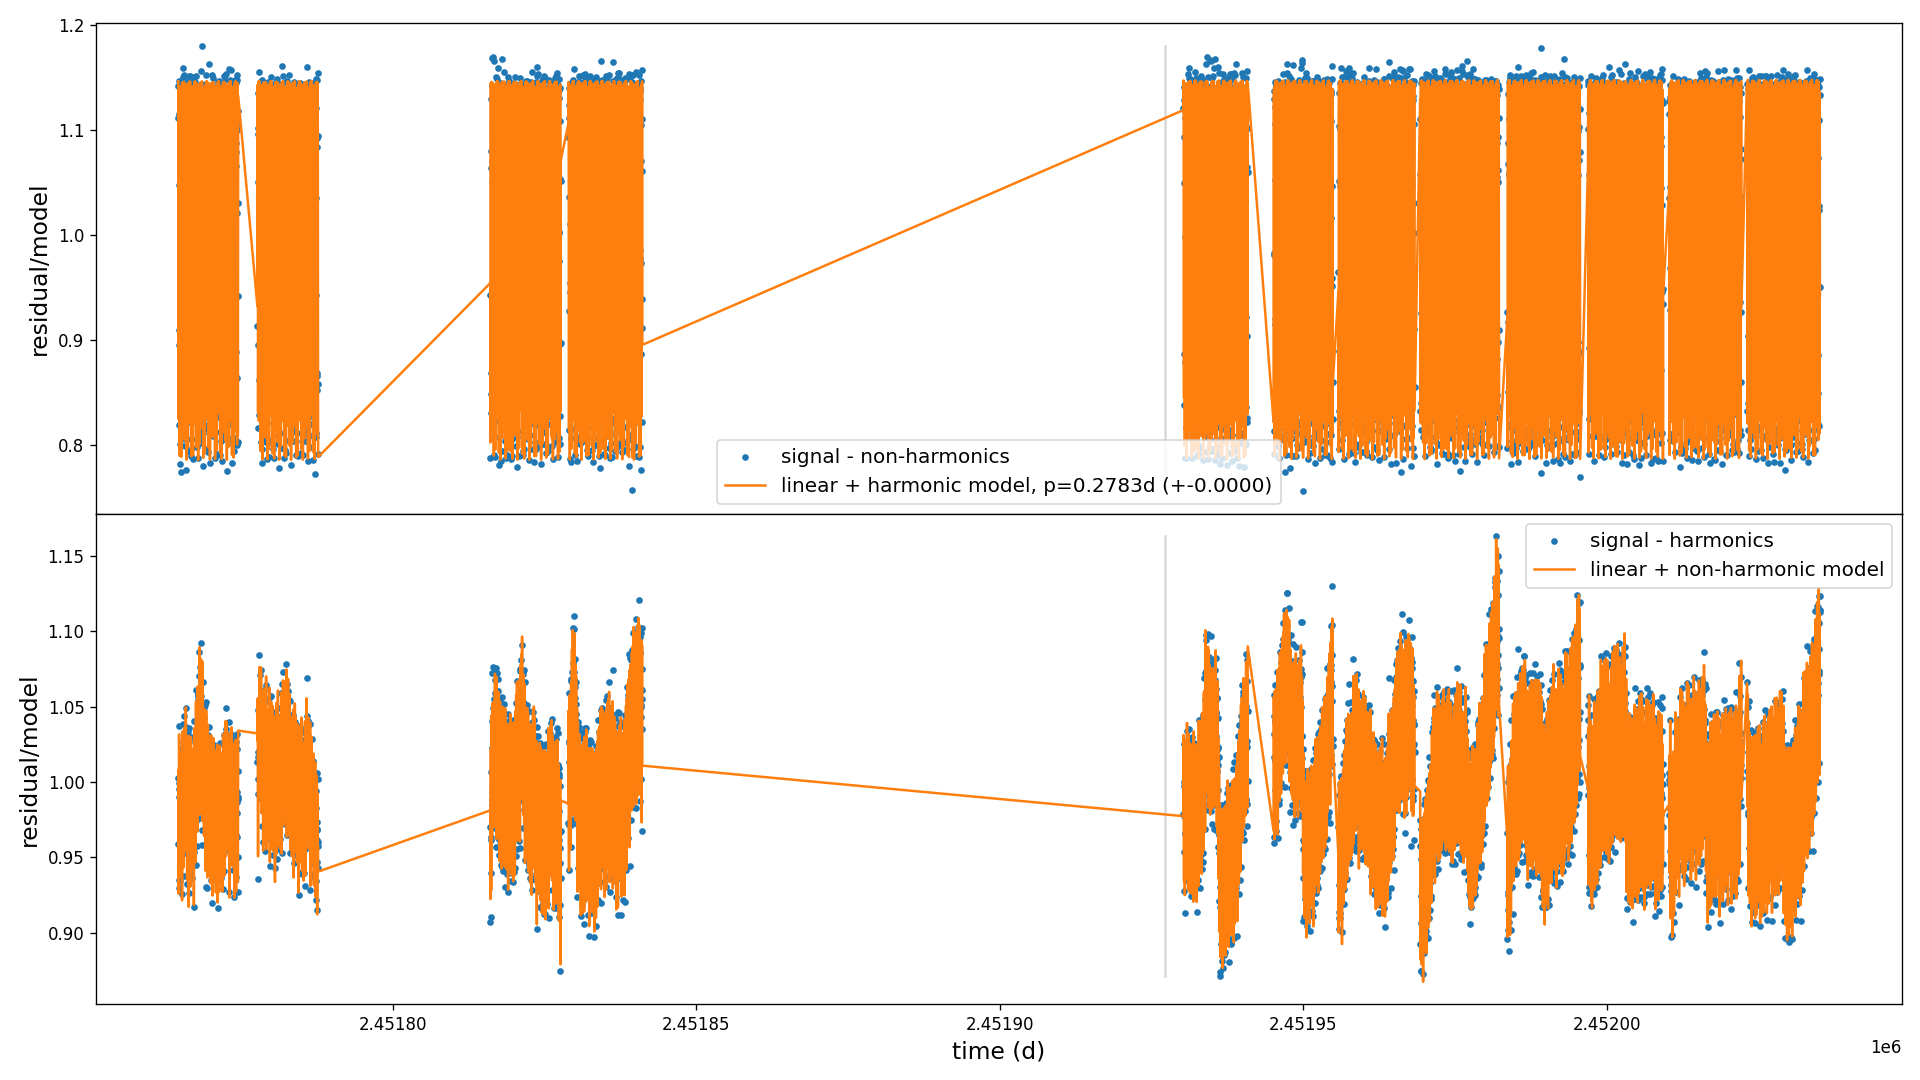 1.2
1.1
1.0
0.9
0.8
residual/model
signal - non-harmonics
linear + harmonic model, p=0.2783d (+-0.0000)
signal - harmonics
linear + non-harmonic model
1.15
1.10
1.05
1.00
0.95
0.90
residual/model
2.45180
2.45185
2.45190
2.45195
2.45200
1e6
time (d)